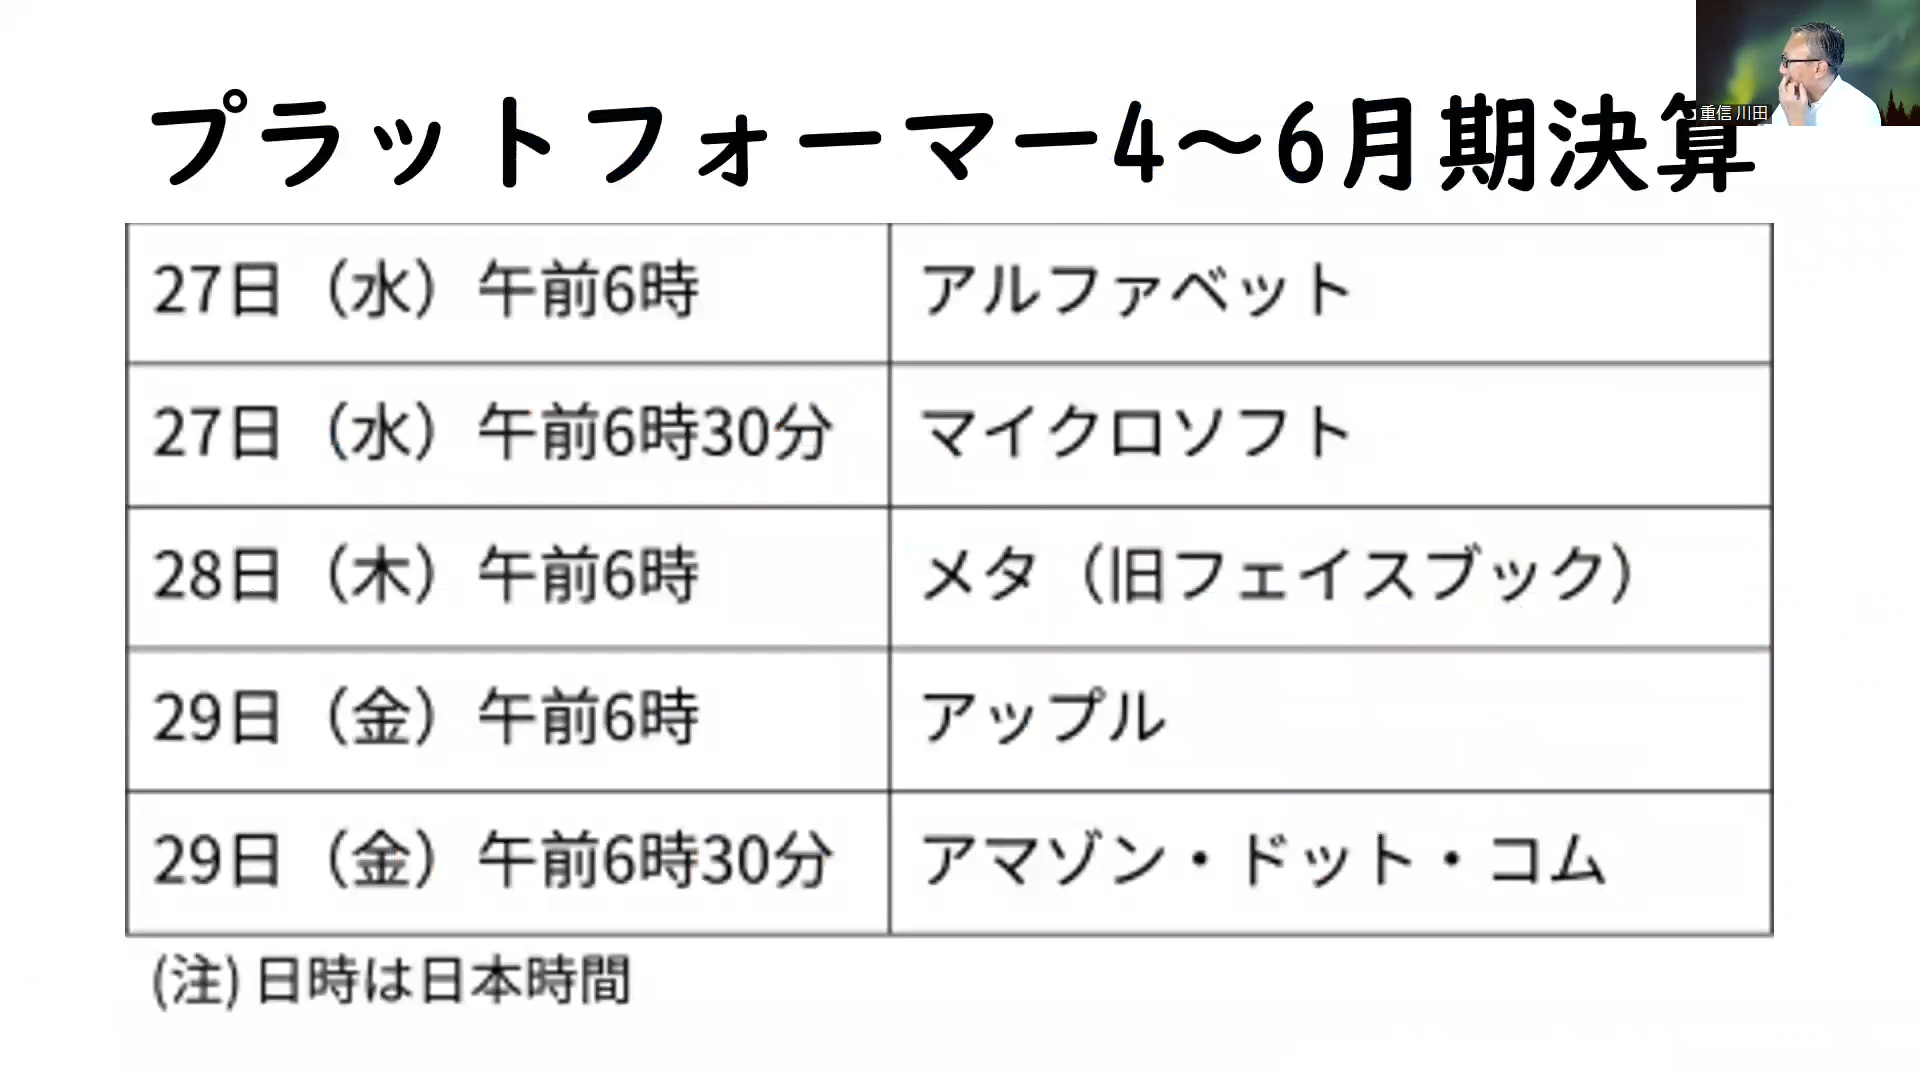 プラットフォーマー4〜6月期決算
重信 川田
27日（水）午前6時 アルファベット
27日（水）午前6時30分 マイクロソフト
28日（木）午前6時 メタ（旧フェイスブック）
29日（金）午前6時 アップル
29日（金）午前6時30分 アマゾン・ドット・コム
(注) 日時は日本時間